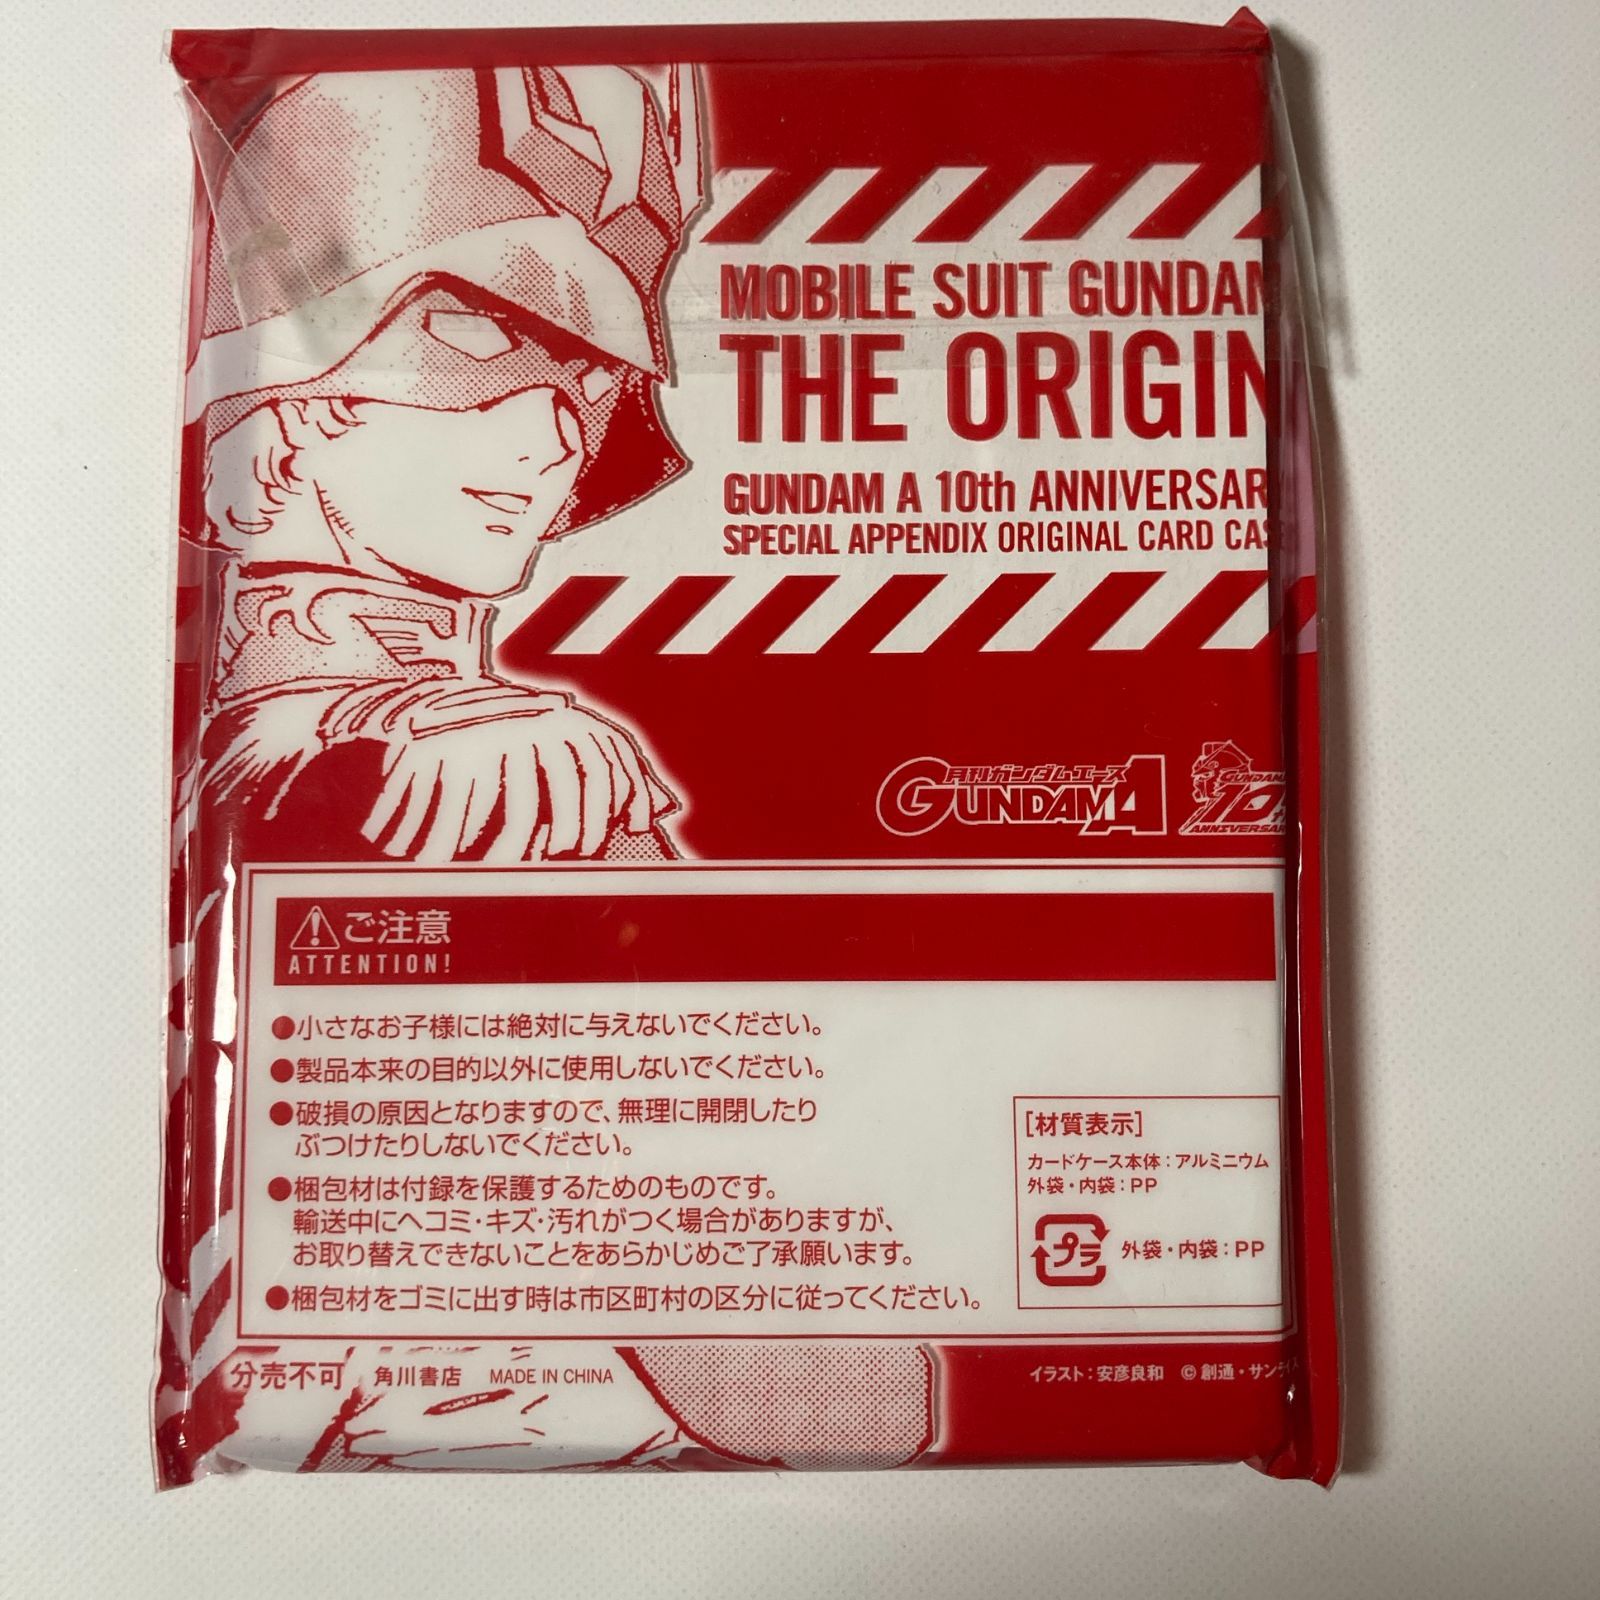 MOBILE SUIT GUNDAM
THE ORIGIN
GUNDAM A 10th ANNIVERSAR
SPECIAL APPENDIX ORIGINAL CARD CAS
月刊ガンダムエース
GUNDAM A
GUNDAM
10th
ANNIVERSAR
ご注意
ATTENTION!
●小さなお子様には絶対に与えないでください。
●製品本来の目的以外に使用しないでください。
●破損の原因となりますので、無理に開閉したり
ぶつけたりしないでください。
●梱包材は付録を保護するためのものです。
輸送中にヘコミ・キズ・汚れがつく場合がありますが、
お取り替えできないことをあらかじめご了承願います。
●梱包材をゴミに出す時は市区町村の区分に従ってください。
[材質表示]
カードケース本体:アルミニウム
外袋・内袋:PP
プラ 外袋・内袋:PP
分売不可 角川書店 MADE IN CHINA
イラスト:安彦良和 ©創通・サンライ